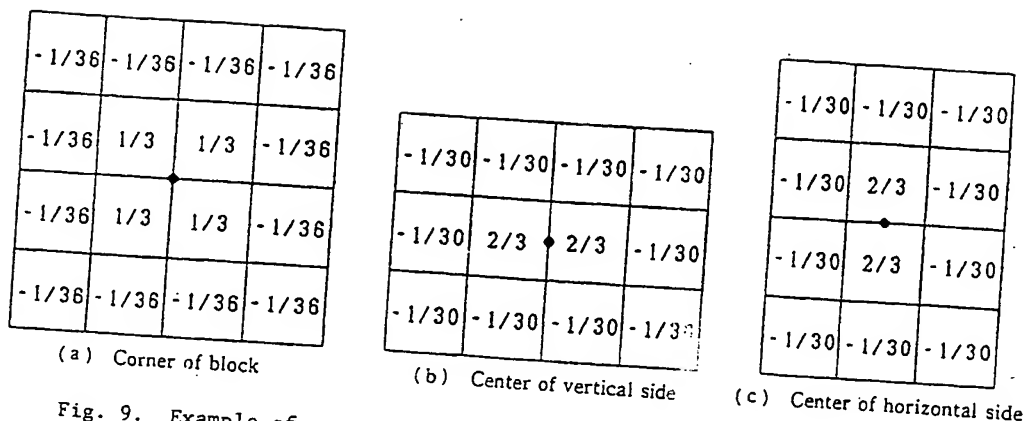 -1/36 -1/36 -1/36 -1/36
-1/36 1/3 1/3 -1/36
-1/36 1/3 1/3 -1/36
-1/36 -1/36 -1/36 -1/36
(a) Corner of block
-1/30 -1/30 -1/30 -1/30
-1/30 2/3 2/3 -1/30
-1/30 -1/30 -1/30
(b) Center of vertical side
-1/30 -1/30 -1/30
-1/30 2/3 -1/30
-1/30 2/3 -1/30
-1/30 -1/30 -1/30
(c) Center of horizontal side
Fig. 9. Example of